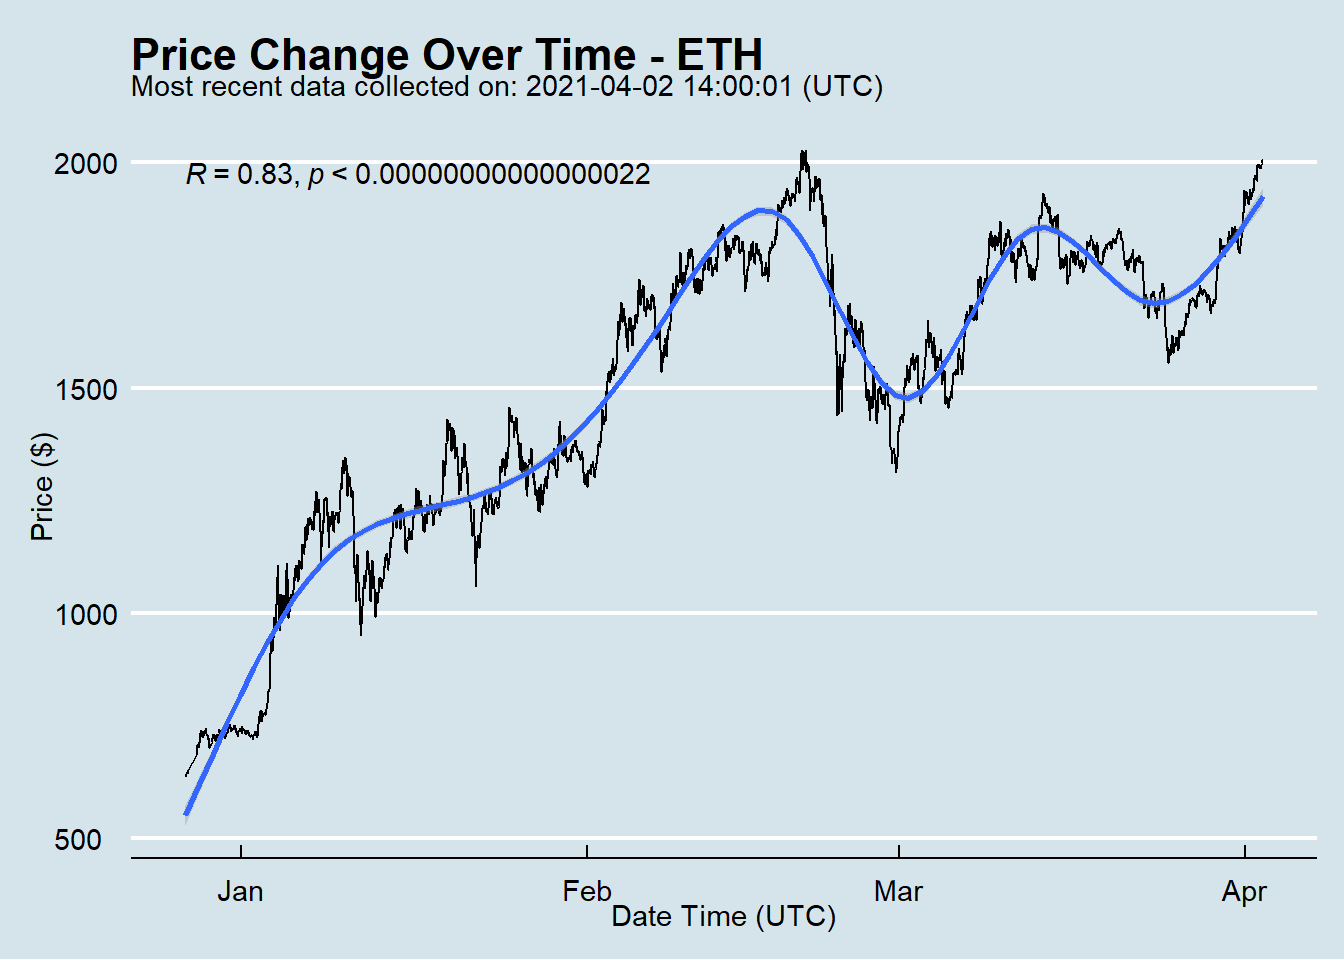 Price Change Over Time - ETH
Most recent data collected on: 2021-04-02 14:00:01 (UTC)
R = 0.83, p < 0.00000000000000022
2000
1500
1000
500
Price ($)
Jan Feb Mar Apr
Date Time (UTC)